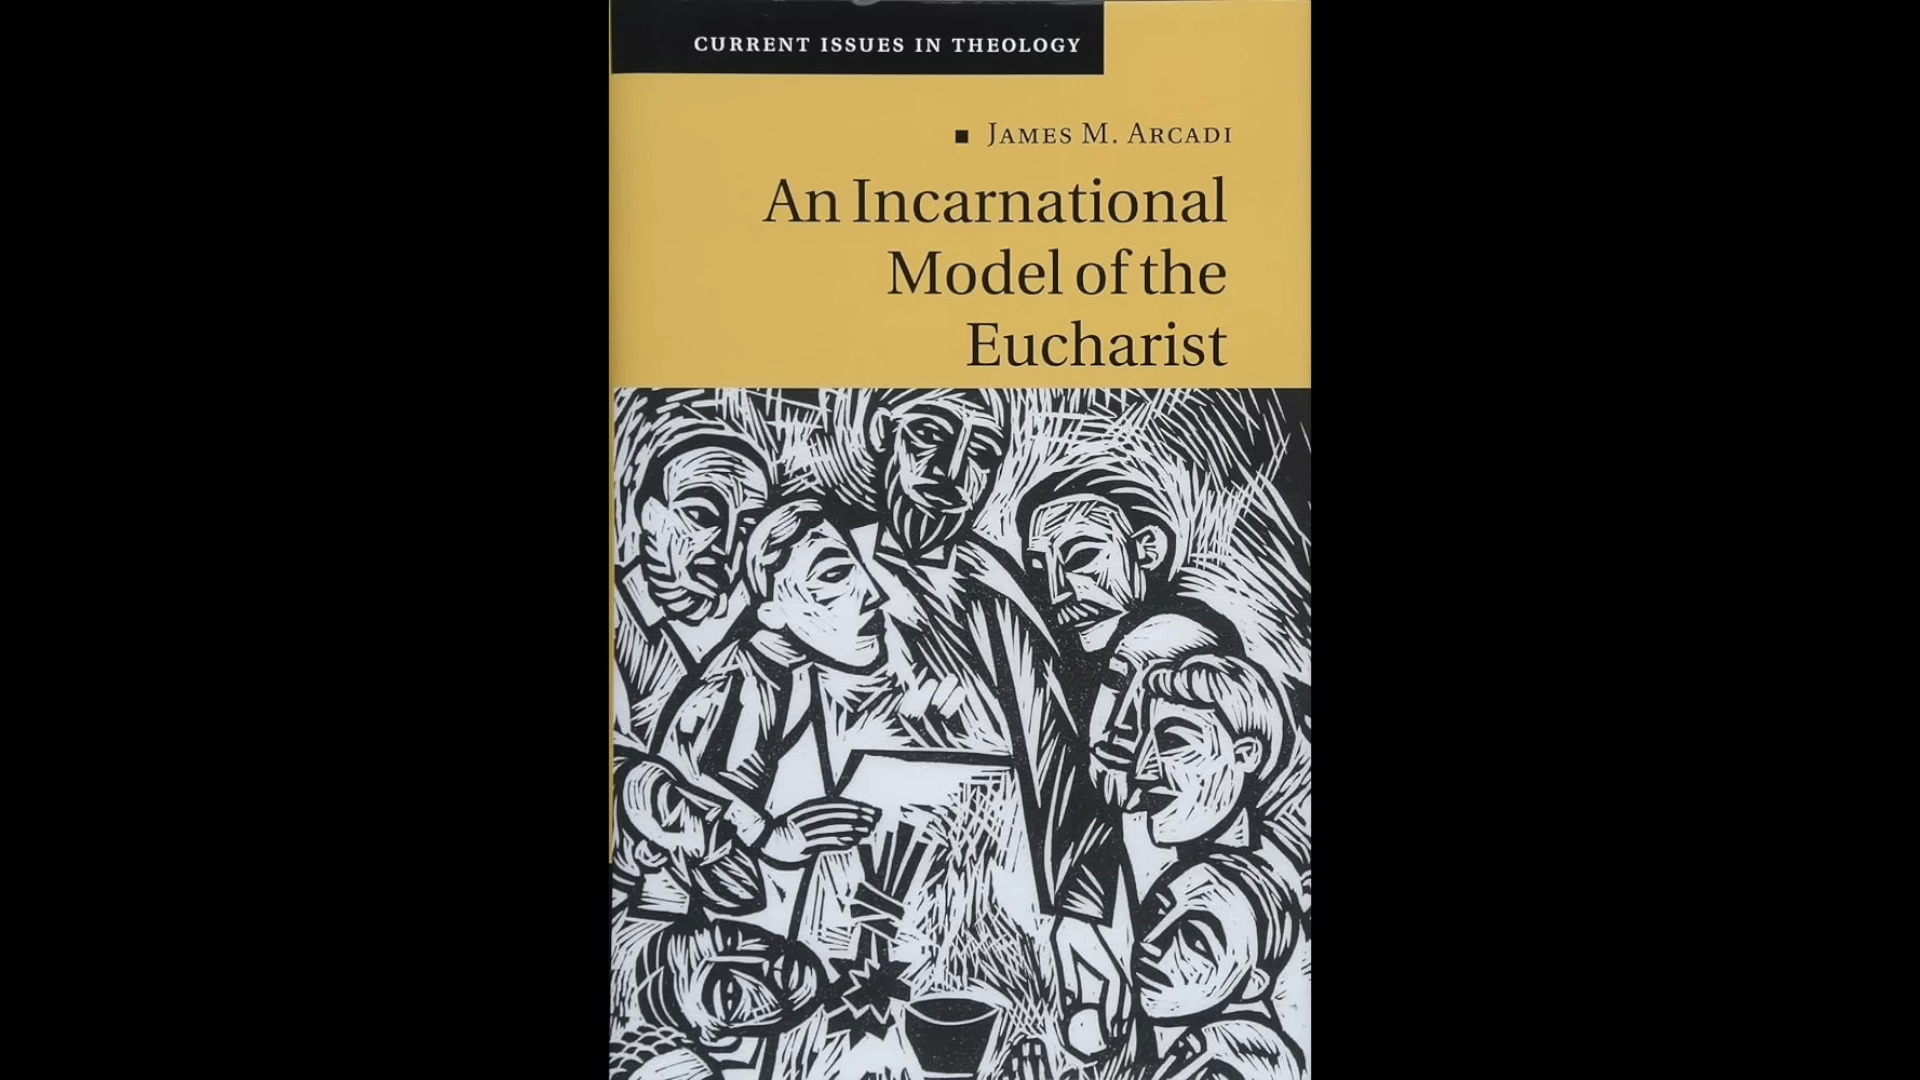 CURRENT ISSUES IN THEOLOGY
■ JAMES M. ARCADI
An Incarnational
Model of the
Eucharist